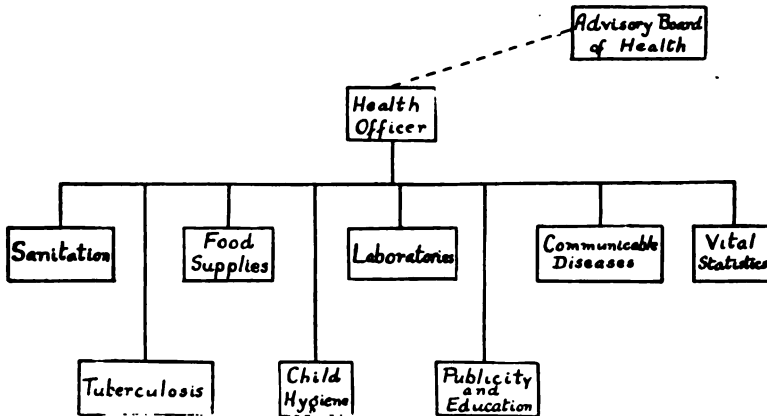 Advisory Board
of Health
Health
Officer
Sanitation
Food
Supplies
Laboratories
Communicable
Diseases
Vital
Statistics
Tuberculosis
Child
Hygiene
Publicity
and
Education